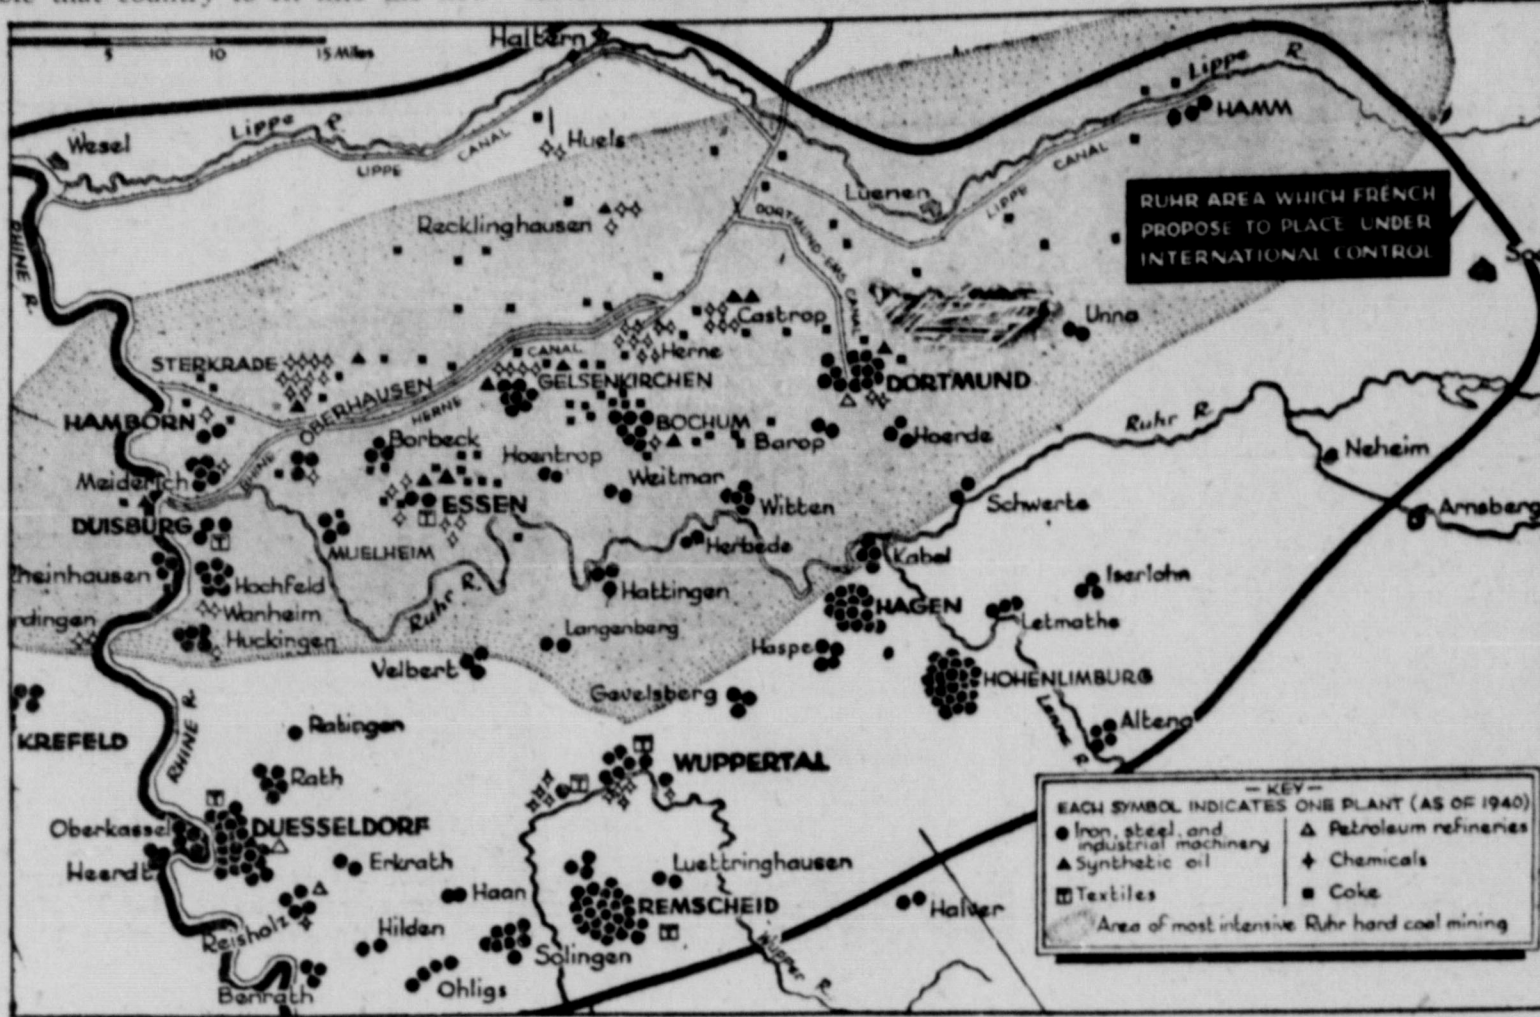 that country is
5 10 15 Miles
Haltern
Lippe R.
HAMM
Wesel
Lippe R.
CANAL
LIPPE
Huels
LIPPE CANAL
Luenen
RHINE R.
Recklinghausen
DORTMUND-EMS CANAL
RUHR AREA WHICH FRENCH
PROPOSE TO PLACE UNDER
INTERNATIONAL CONTROL
Castrop
Unna
STERKRADE
CANAL
Herne
OBERHAUSEN
HERNE
GELSENKIRCHEN
DORTMUND
HAMBORN
BOCHUM
Barop
Hoerde
Ruhr R.
Neheim
Borbeck
Hoentrop
Weitmar
Meiderich
ESSEN
Witten
Schwerte
Arnsberg
DUISBURG
MUELHEIM
Herbede
Kabel
Rheinhausen
Hochfeld
Ruhr R.
Hattingen
HAGEN
Iserlohn
Wanheim
rdingen
Huckingen
Langenberg
Letmathe
Velbert
Haspe
Gevelsberg
HOHENLIMBURG
Lenne R.
Altena
KREFELD
RHINE R.
Ratingen
Rath
WUPPERTAL
Oberkassel
DUESSELDORF
Heerdt
Erkrath
Luettringhausen
Haan
REMSCHEID
Halver
Reisholz
Hilden
Solingen
Wupper R.
Benrath
Ohligs
—KEY—
EACH SYMBOL INDICATES ONE PLANT (AS OF 1940)
Iron, steel, and industrial machinery
Petroleum refineries
Synthetic oil
Chemicals
Textiles
Coke
Area of most intensive Ruhr hard coal mining